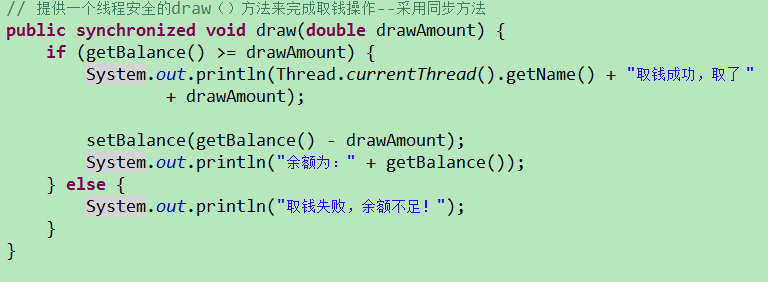 // 提供一个线程安全的draw（）方法来完成取钱操作--采用同步方法
public synchronized void draw(double drawAmount) {
    if (getBalance() >= drawAmount) {
        System.out.println(Thread.currentThread().getName() + "取钱成功，取了 "
                + drawAmount);

        setBalance(getBalance() - drawAmount);
        System.out.println("余额为：" + getBalance());
    } else {
        System.out.println("取钱失败，余额不足！");
    }
}